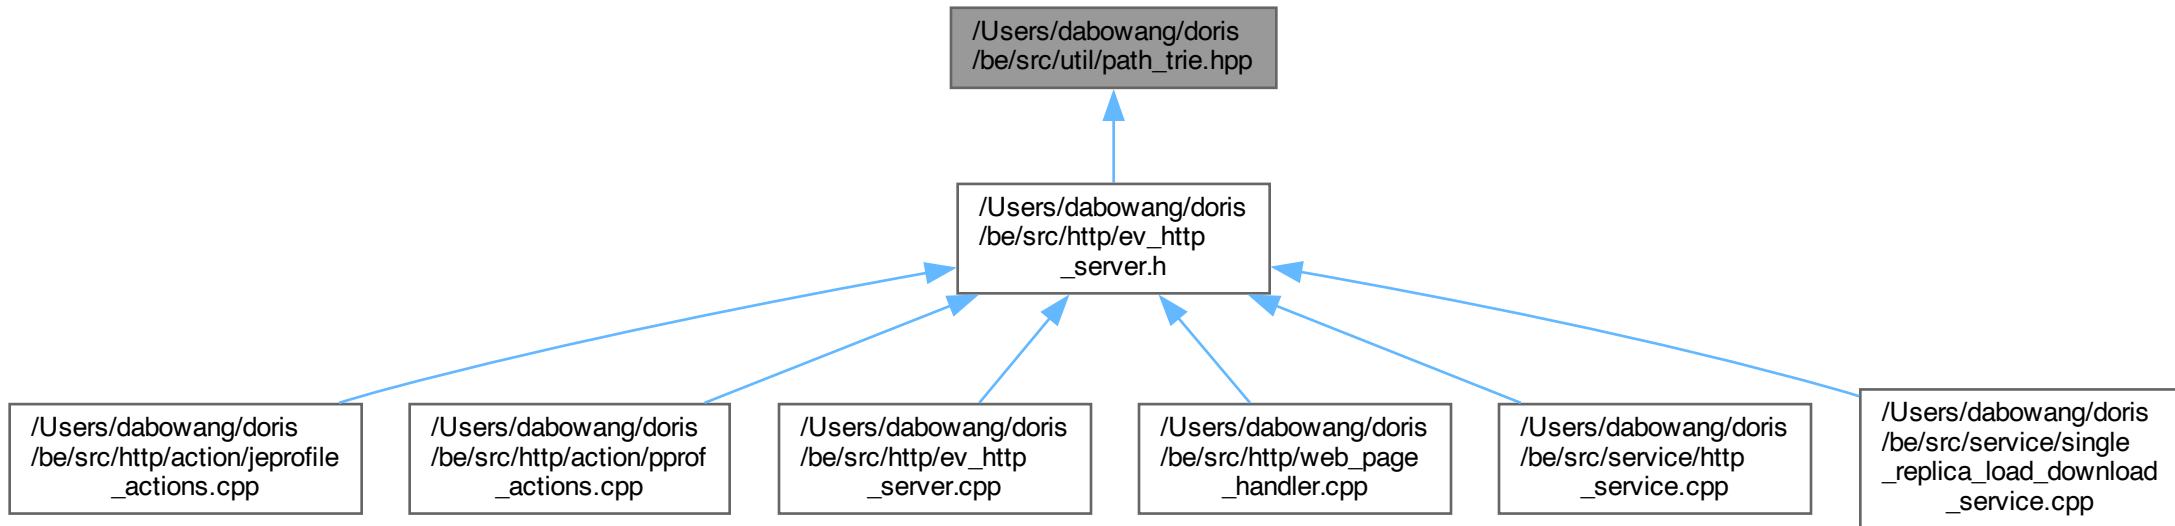 /Users/dabowang/doris
/be/src/util/path_trie.hpp
/Users/dabowang/doris
/be/src/http/ev_http
_server.h
/Users/dabowang/doris
/be/src/http/action/jeprofile
_actions.cpp
/Users/dabowang/doris
/be/src/http/action/pprof
_actions.cpp
/Users/dabowang/doris
/be/src/http/ev_http
_server.cpp
/Users/dabowang/doris
/be/src/http/web_page
_handler.cpp
/Users/dabowang/doris
/be/src/service/http
_service.cpp
/Users/dabowang/doris
/be/src/service/single
_replica_load_download
_service.cpp